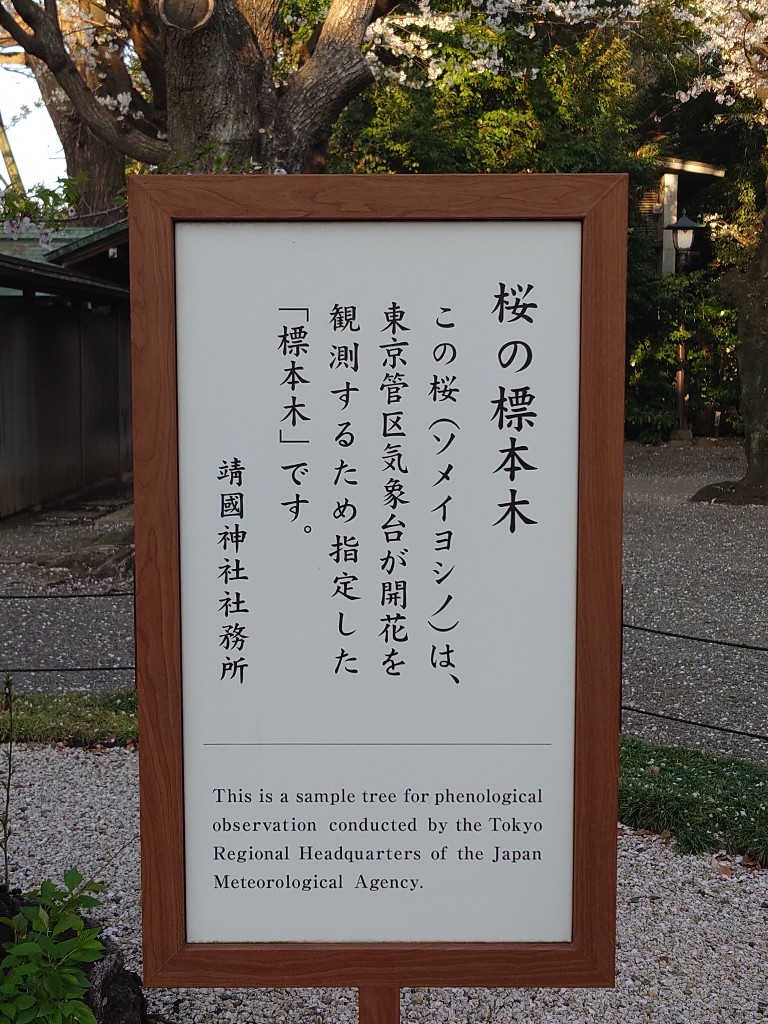 桜の標本木
この桜（ソメイヨシノ）は、
東京管区気象台が開花を
観測するため指定した
「標本木」です。
靖國神社社務所
This is a sample tree for phenological
observation conducted by the Tokyo
Regional Headquarters of the Japan
Meteorological Agency.